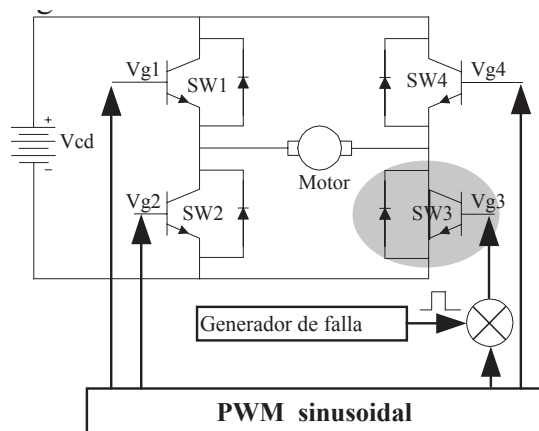 Vg1
SW1
SW4
Vg4
+
Vcd
-
Motor
Vg2
SW2
SW3
Vg3
Generador de falla
PWM sinusoidal